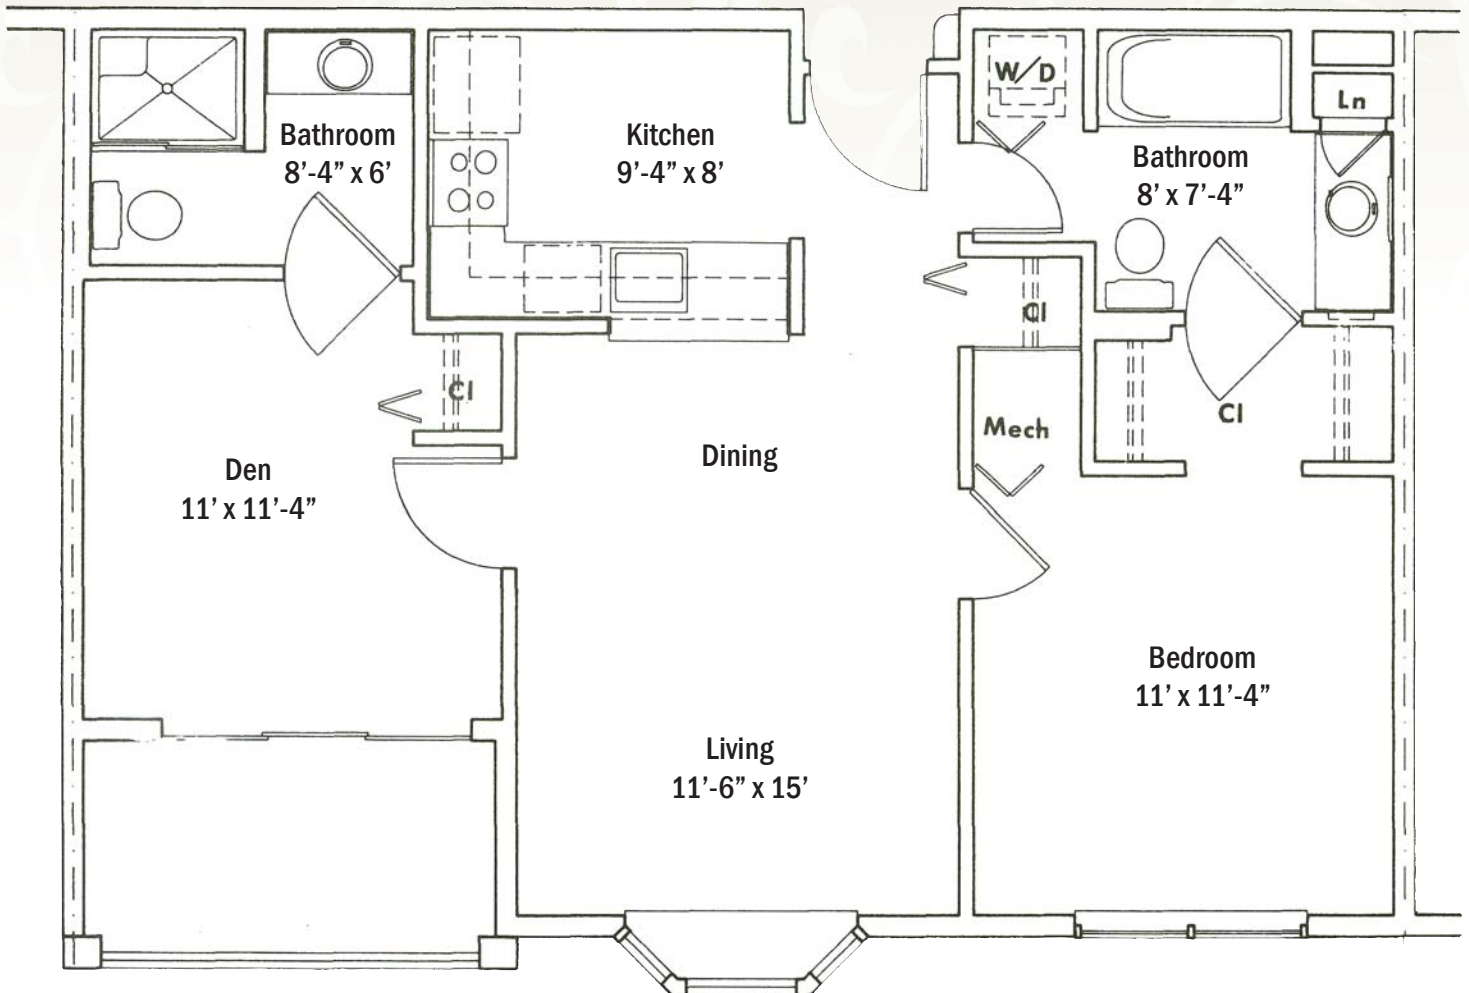 Bathroom
8'-4” x 6’
Kitchen
9’-4” x 8’
W/D
Ln
Bathroom
8’ x 7’-4”
Cl
Cl
Cl
Mech
Den
11’ x 11’-4”
Dining
Bedroom
11’ x 11’-4”
Living
11’-6” x 15’